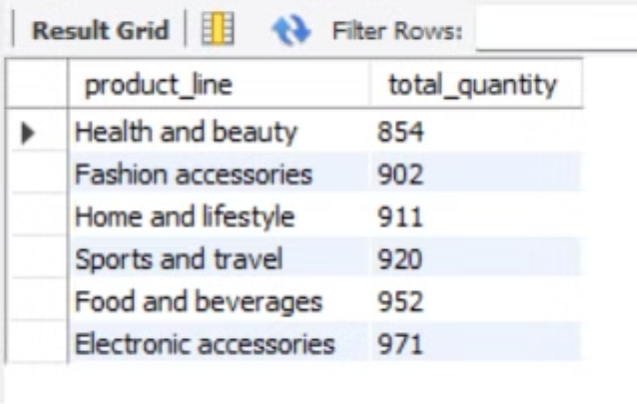 Result Grid Filter Rows:
product_line total_quantity
Health and beauty 854
Fashion accessories 902
Home and lifestyle 911
Sports and travel 920
Food and beverages 952
Electronic accessories 971